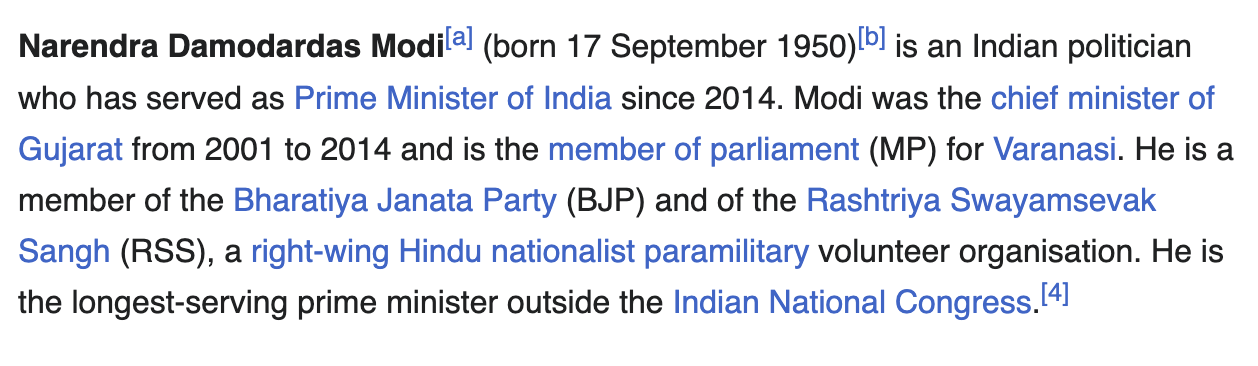 Narendra Damodardas Modi[a] (born 17 September 1950)[b] is an Indian politician
who has served as Prime Minister of India since 2014. Modi was the chief minister of
Gujarat from 2001 to 2014 and is the member of parliament (MP) for Varanasi. He is a
member of the Bharatiya Janata Party (BJP) and of the Rashtriya Swayamsevak
Sangh (RSS), a right-wing Hindu nationalist paramilitary volunteer organisation. He is
the longest-serving prime minister outside the Indian National Congress.[4]